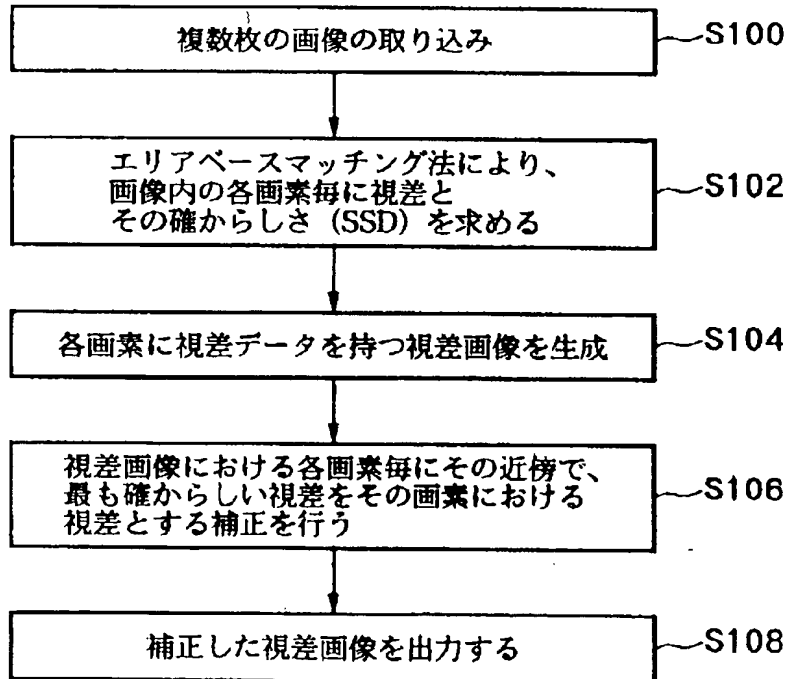 複数枚の画像の取り込み
S100
エリアベースマッチング法により、
画像内の各画素毎に視差と
その確からしさ（SSD）を求める
S102
各画素に視差データを持つ視差画像を生成
S104
視差画像における各画素毎にその近傍で、
最も確からしい視差をその画素における
視差とする補正を行う
S106
補正した視差画像を出力する
S108